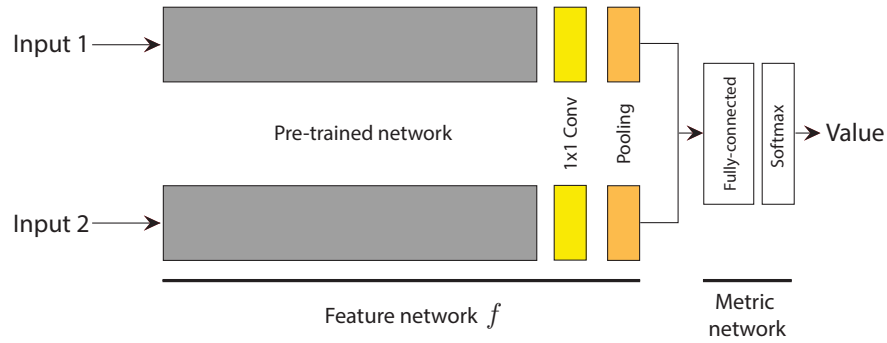 Input 1
Pre-trained network
1x1 Conv
Pooling
Fully-connected
Softmax
Value
Input 2
Feature network f
Metric
network